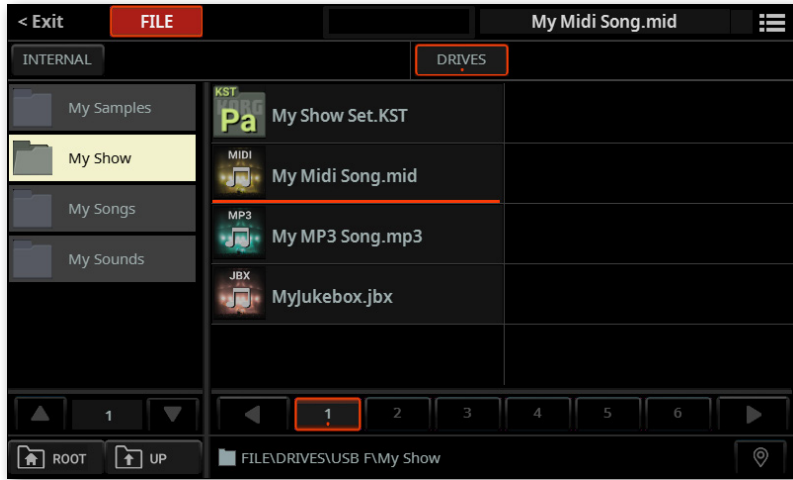 < Exit FILE My Midi Song.mid
INTERNAL DRIVES
My Samples
My Show
My Songs
My Sounds
KST
KORG
Pa
My Show Set.KST
MIDI
My Midi Song.mid
MP3
My MP3 Song.mp3
JBX
MyJukebox.jbx
1
1 2 3 4 5 6
ROOT UP
FILE\DRIVES\USB F\My Show